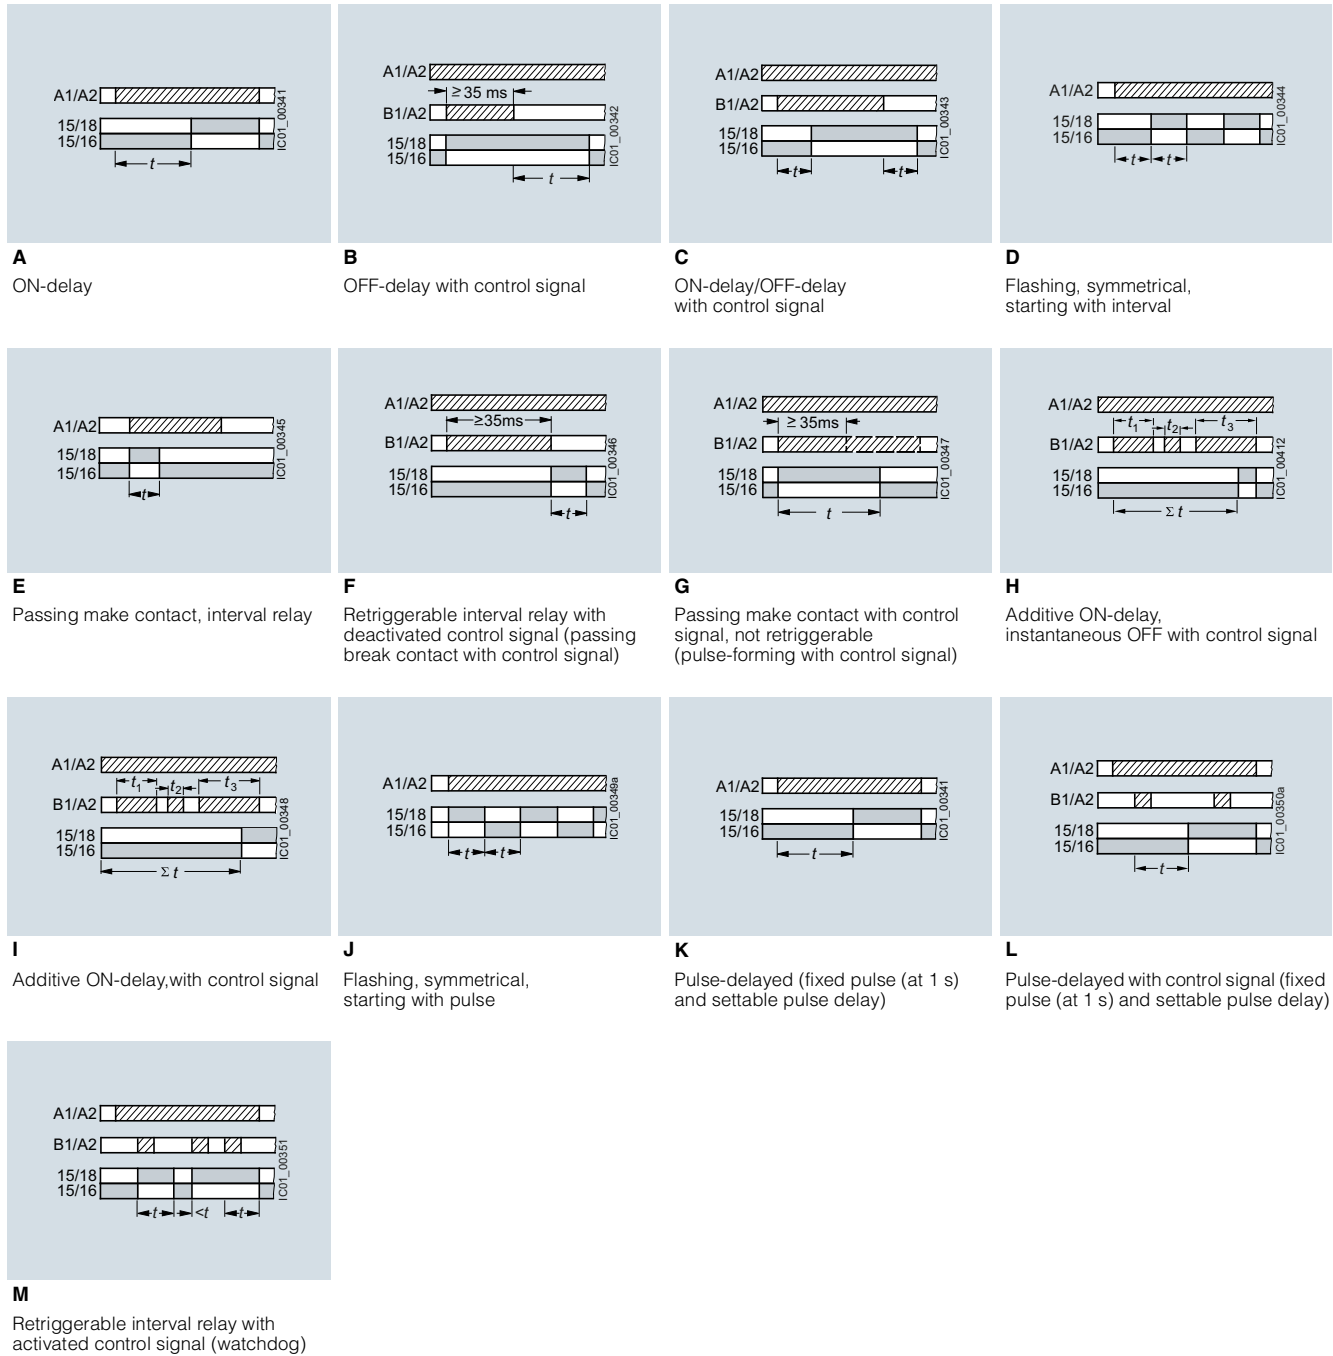 A1/A2
15/18
15/16
t
IC01_00341
A
ON-delay
A1/A2
≥ 35 ms
B1/A2
15/18
15/16
t
IC01_00342
B
OFF-delay with control signal
A1/A2
B1/A2
15/18
15/16
t t
IC01_00343
C
ON-delay/OFF-delay
with control signal
A1/A2
15/18
15/16
t t
IC01_00344
D
Flashing, symmetrical,
starting with interval
A1/A2
15/18
15/16
t
IC01_00345
E
Passing make contact, interval relay
A1/A2
≥35ms
B1/A2
15/18
15/16
t
IC01_00346
F
Retriggerable interval relay with
deactivated control signal (passing
break contact with control signal)
A1/A2
≥ 35ms
B1/A2
15/18
15/16
t
IC01_00347
G
Passing make contact with control
signal, not retriggerable
(pulse-forming with control signal)
A1/A2
t1 t2 t3
B1/A2
15/18
15/16
Σ t
IC01_00412
H
Additive ON-delay,
instantaneous OFF with control signal
A1/A2
t1 t2 t3
B1/A2
15/18
15/16
Σ t
IC01_00348
I
Additive ON-delay,with control signal
A1/A2
15/18
15/16
t t
IC01_00349a
J
Flashing, symmetrical,
starting with pulse
A1/A2
15/18
15/16
t
IC01_00341
K
Pulse-delayed (fixed pulse (at 1 s)
and settable pulse delay)
A1/A2
B1/A2
15/18
15/16
t
IC01_00350a
L
Pulse-delayed with control signal (fixed
pulse (at 1 s) and settable pulse delay)
A1/A2
B1/A2
15/18
15/16
t <t t
IC01_00351
M
Retriggerable interval relay with
activated control signal (watchdog)